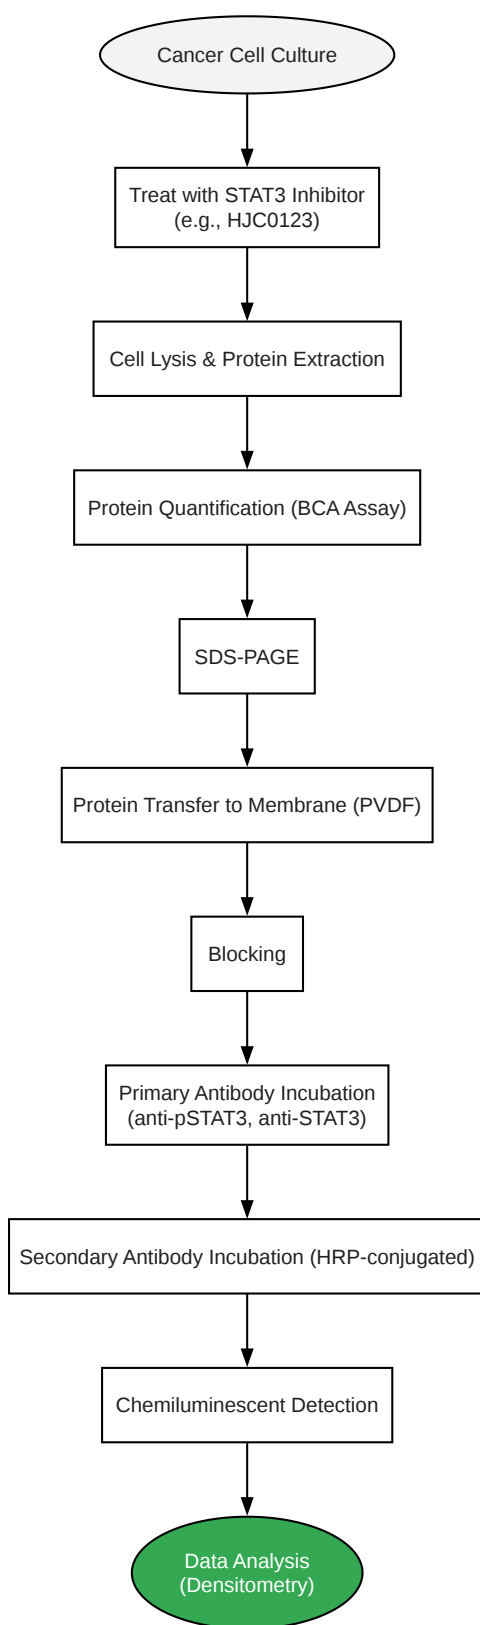 Cancer Cell Culture
Treat with STAT3 Inhibitor
(e.g., HJC0123)
Cell Lysis & Protein Extraction
Protein Quantification (BCA Assay)
SDS-PAGE
Protein Transfer to Membrane (PVDF)
Blocking
Primary Antibody Incubation
(anti-pSTAT3, anti-STAT3)
Secondary Antibody Incubation (HRP-conjugated)
Chemiluminescent Detection
Data Analysis
(Densitometry)